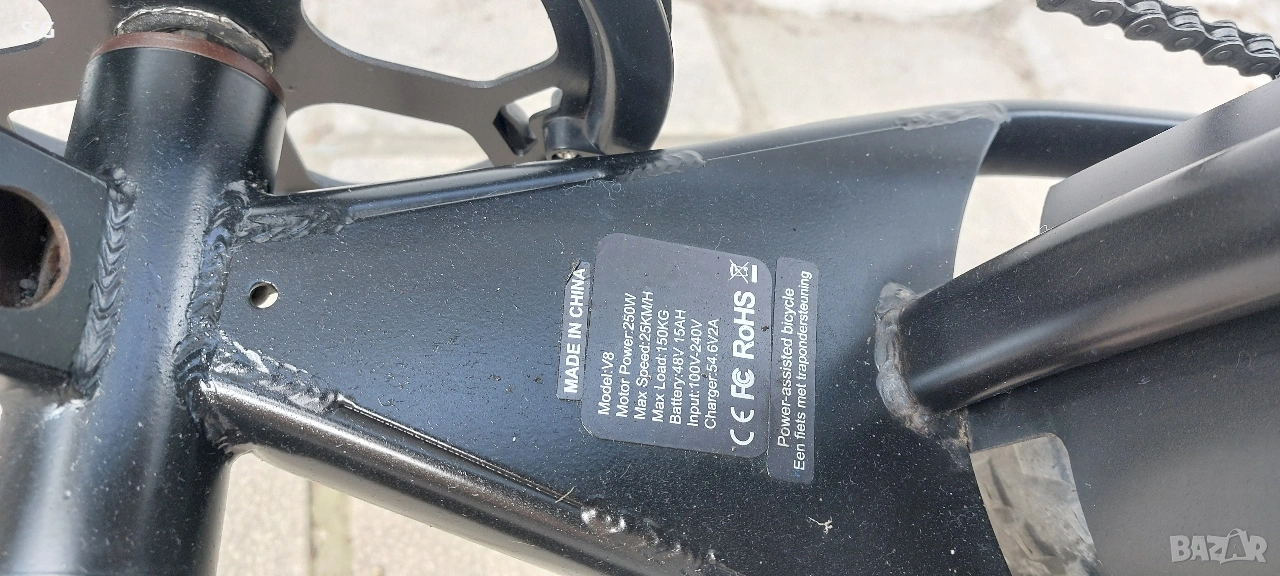 MADE IN CHINA
Model:V8
Motor Power:250W
Max Speed:25KM/H
Max Load:150KG
Battery:48V 15AH
Input:100V-240V
Charger:54.6V2A
CE FC RoHS
Power-assisted bicycle
Een fiets met trapondersteuning
BAZAR